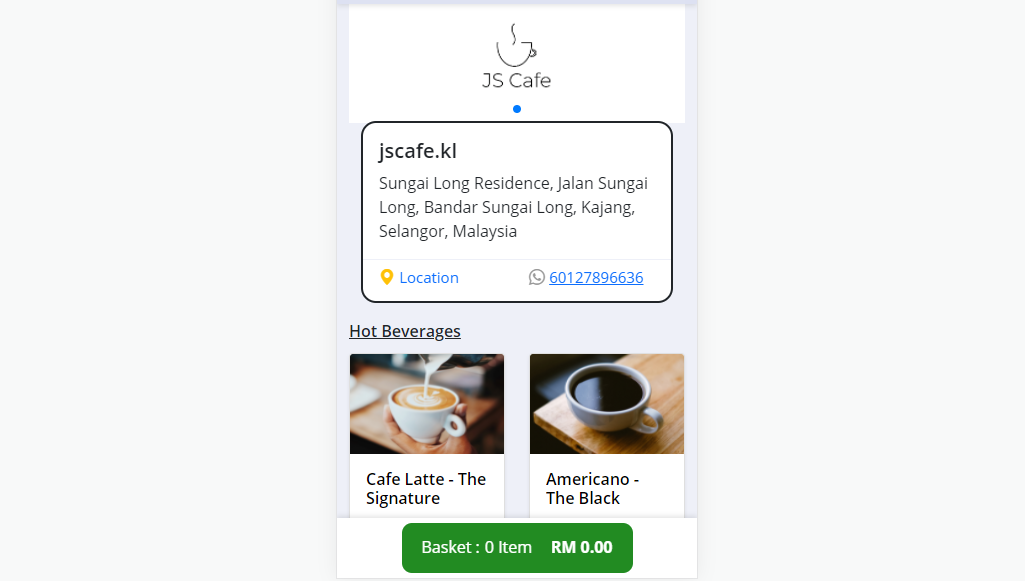 JS Cafe
jscafe.kl
Sungai Long Residence, Jalan Sungai
Long, Bandar Sungai Long, Kajang,
Selangor, Malaysia
Location
60127896636
Hot Beverages
Cafe Latte - The
Signature
Americano -
The Black
Basket : 0 Item RM 0.00